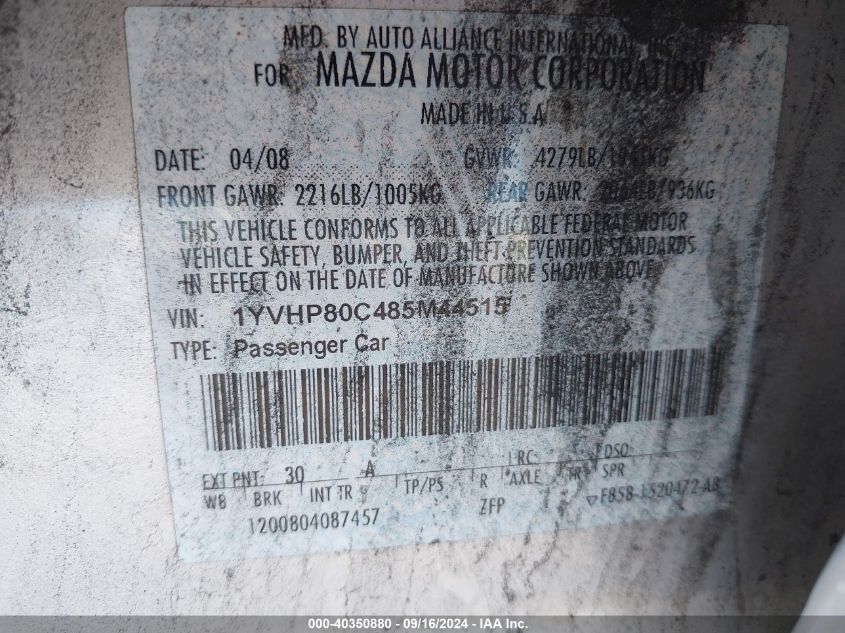 MFD. BY AUTO ALLIANCE INTERNATIONAL, INC.
FOR MAZDA MOTOR CORPORATION
MADE IN U.S.A
DATE: 04/08 GVWR: 4279LB/
FRONT GAWR: 2216LB/1005KG REAR GAWR: /936KG
THIS VEHICLE CONFORMS TO ALL APPLICABLE FEDERAL MOTOR
VEHICLE SAFETY, BUMPER, AND THEFT PREVENTION STANDARDS
IN EFFECT ON THE DATE OF MANUFACTURE SHOWN ABOVE.
VIN: 1YVHP80C485M44515
TYPE: Passenger Car
EXT PNT: 30 A RC: DSO:
WB BRK INT TR TP/PS R AXLE TR SPR
1200804087457 ZFP
000-40350880 - 09/16/2024 - IAA Inc.